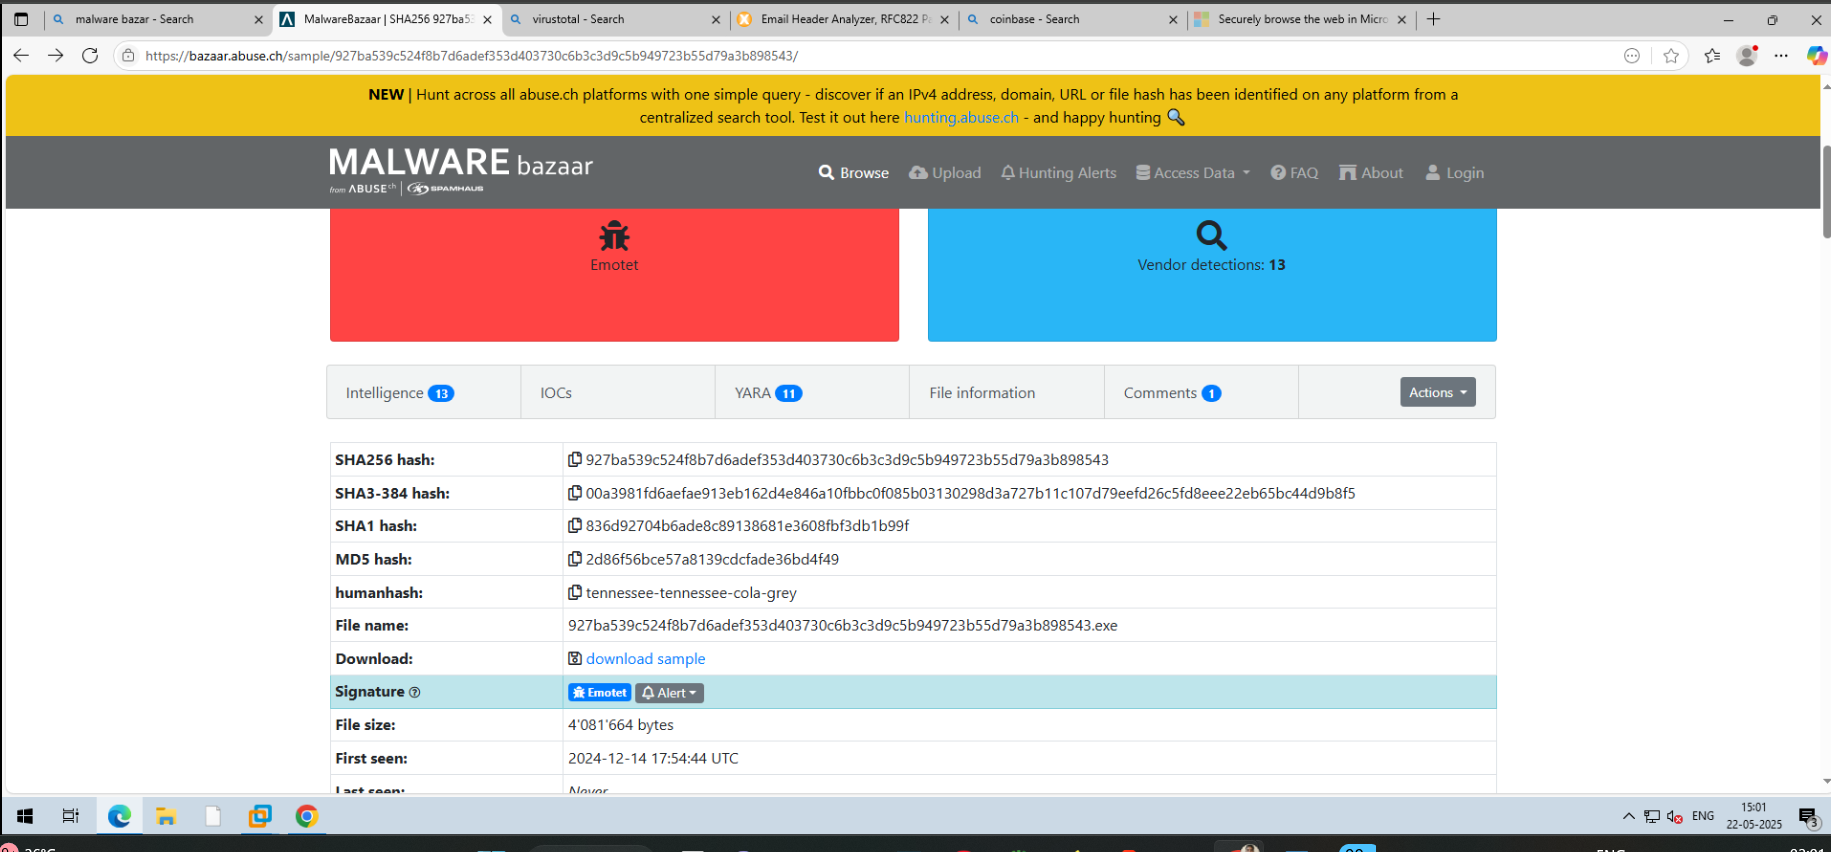 malware bazar - Search
MalwareBazaar | SHA256 927ba53
virustotal - Search
Email Header Analyzer, RFC822 Pa
coinbase - Search
Securely browse the web in Micro
https://bazaar.abuse.ch/sample/927ba539c524f8b7d6adef353d403730c6b3c3d9c5b949723b55d79a3b898543/
NEW | Hunt across all abuse.ch platforms with one simple query - discover if an IPv4 address, domain, URL or file hash has been identified on any platform from a
centralized search tool. Test it out here hunting.abuse.ch - and happy hunting
MALWARE bazaar
from ABUSE ch | SPAMHAUS
Browse
Upload
Hunting Alerts
Access Data
FAQ
About
Login
Emotet
Vendor detections: 13
Intelligence 13
IOCs
YARA 11
File information
Comments 1
Actions
SHA256 hash: 927ba539c524f8b7d6adef353d403730c6b3c3d9c5b949723b55d79a3b898543
SHA3-384 hash: 00a3981fd6aefae913eb162d4e846a10fbbc0f085b03130298d3a727b11c107d79eefd26c5fd8eee22eb65bc44d9b8f5
SHA1 hash: 836d92704b6ade8c89138681e3608fbf3db1b99f
MD5 hash: 2d86f56bce57a8139cdcfade36bd4f49
humanhash: tennessee-tennessee-cola-grey
File name: 927ba539c524f8b7d6adef353d403730c6b3c3d9c5b949723b55d79a3b898543.exe
Download: download sample
Signature Emotet Alert
File size: 4'081'664 bytes
First seen: 2024-12-14 17:54:44 UTC
Last seen: Never
ENG
15:01
22-05-2025
3